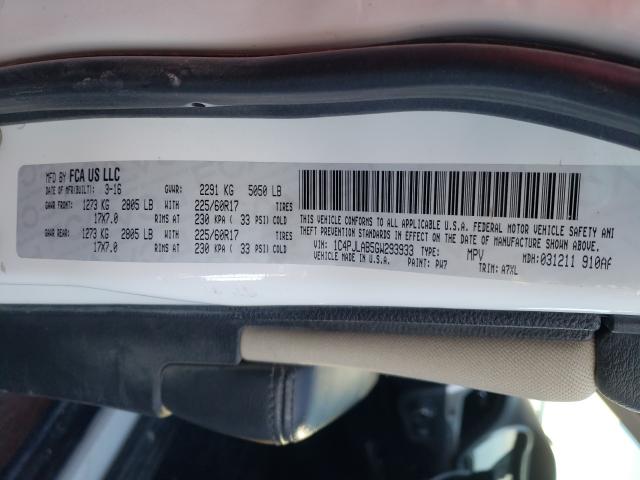 MFD BY FCA US LLC
DATE OF MFR(BUILT): 3-16 GVWR: 2291 KG 5050 LB
GAWR FRONT: 1273 KG 2805 LB WITH 225/60R17 TIRES
17X7.0 RIMS AT 230 KPA ( 33 PSI) COLD
GAWR REAR: 1273 KG 2805 LB WITH 225/60R17 TIRES
17X7.0 RIMS AT 230 KPA ( 33 PSI) COLD
THIS VEHICLE CONFORMS TO ALL APPLICABLE U.S.A. FEDERAL MOTOR VEHICLE SAFETY AND
THEFT PREVENTION STANDARDS IN EFFECT ON THE DATE OF MANUFACTURE SHOWN ABOVE.
VIN: 1C4PJLAB5GW293933 TYPE: MPV MDH: 031211 910AF
VEHICLE MADE IN U.S.A. PAINT: PW7 TRIM: A7XL